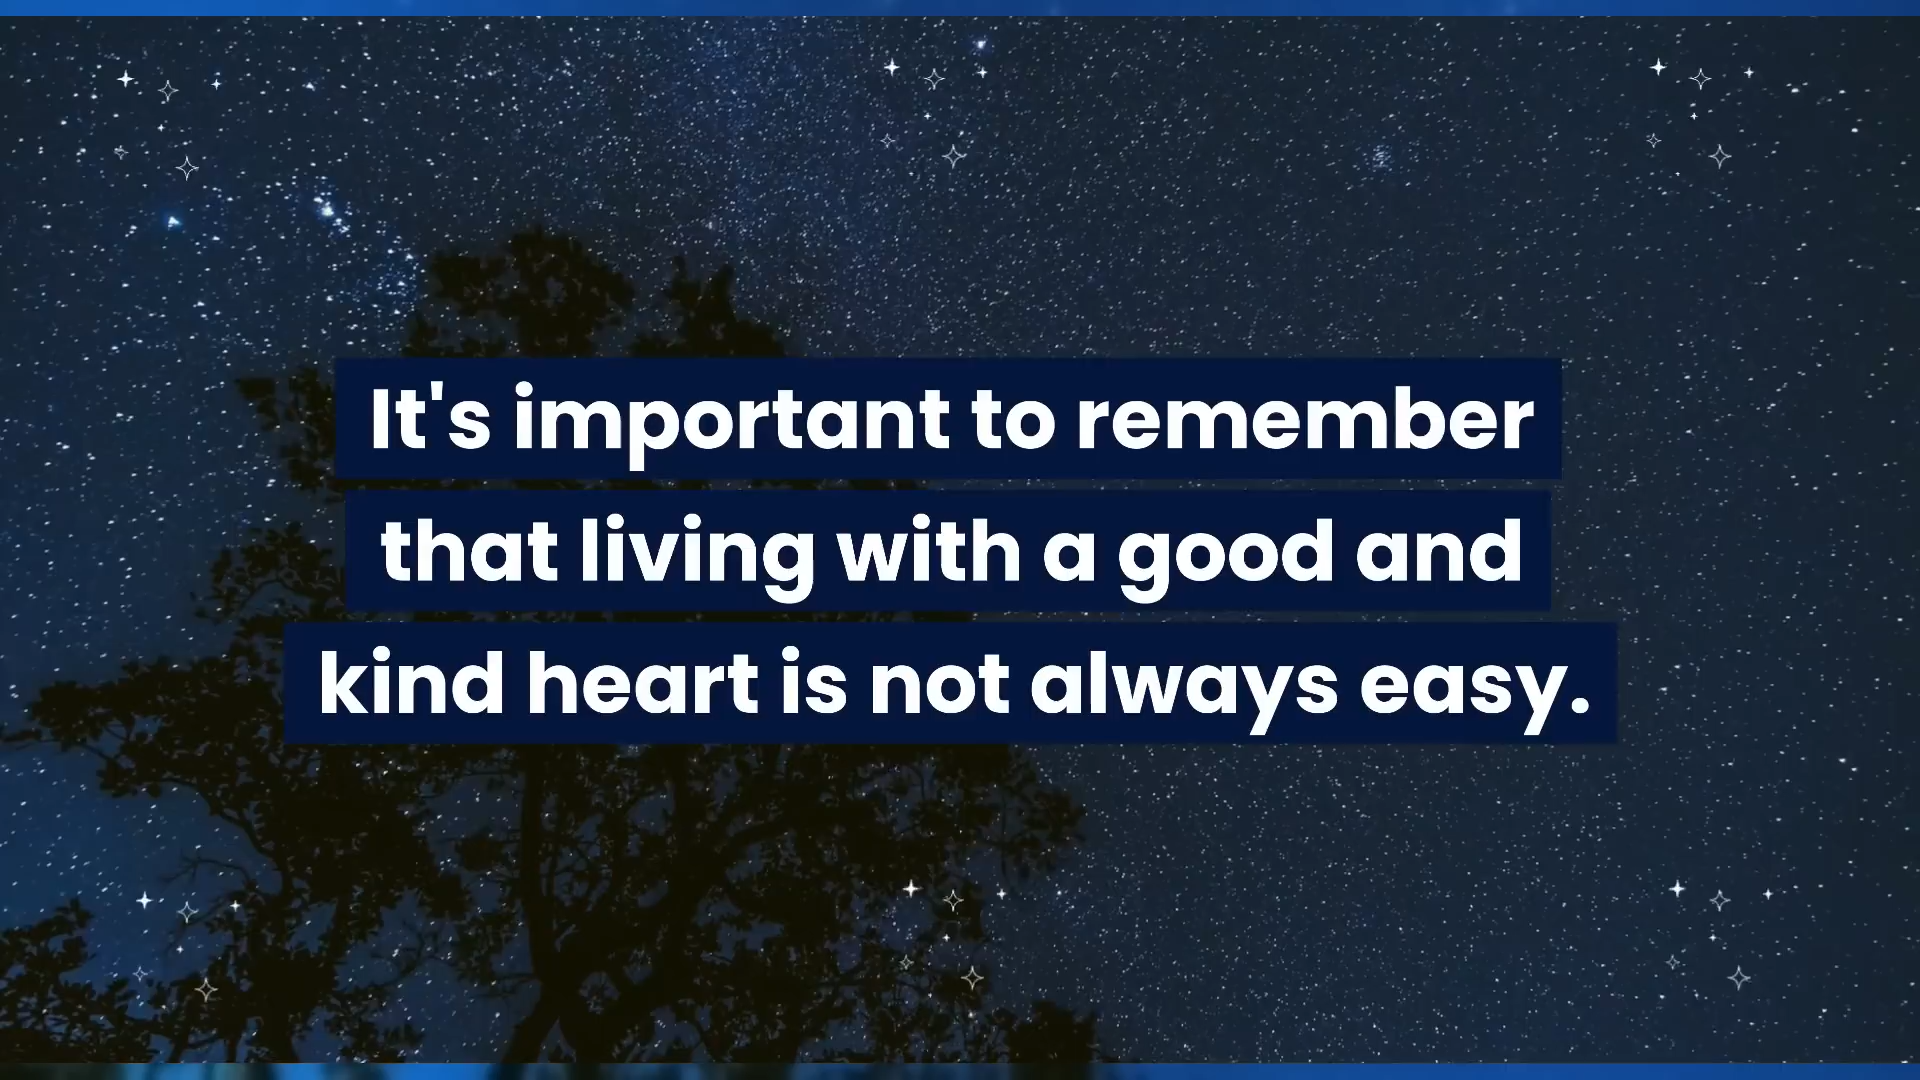 It's important to remember
that living with a good and
kind heart is not always easy.